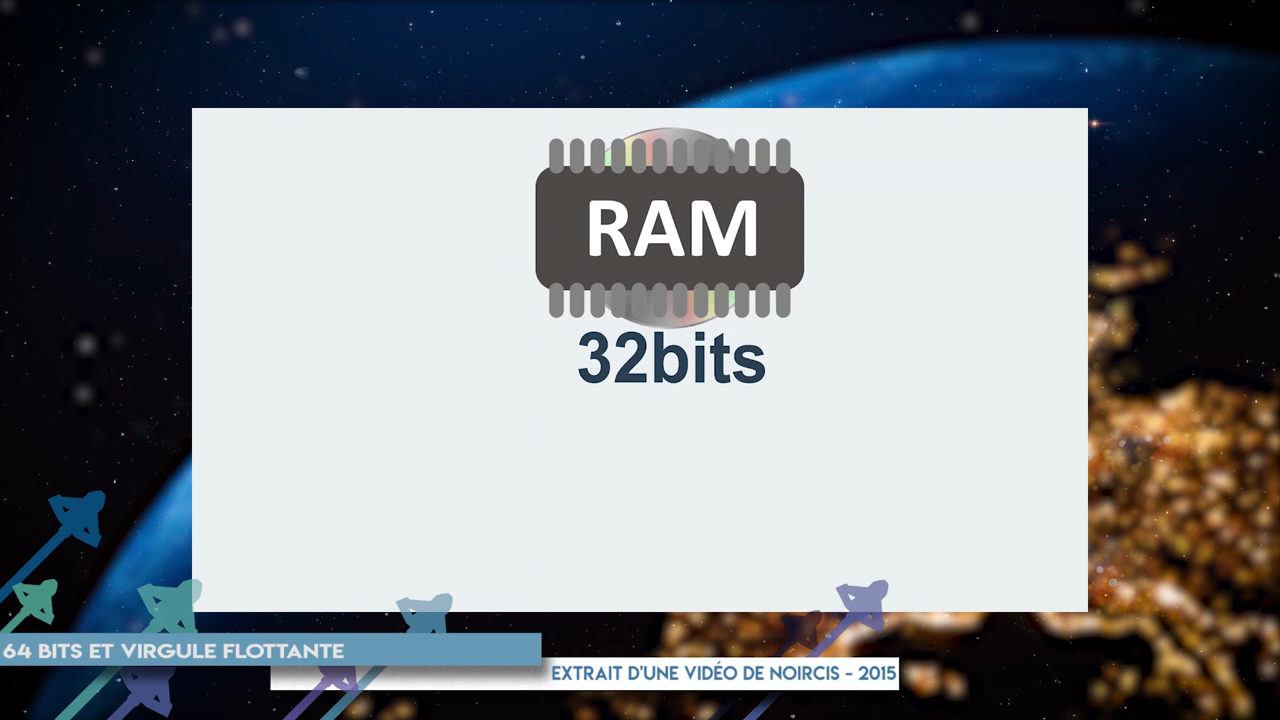 RAM
32bits
64 BITS ET VIRGULE FLOTTANTE
EXTRAIT D'UNE VIDÉO DE NOIRCIS - 2015